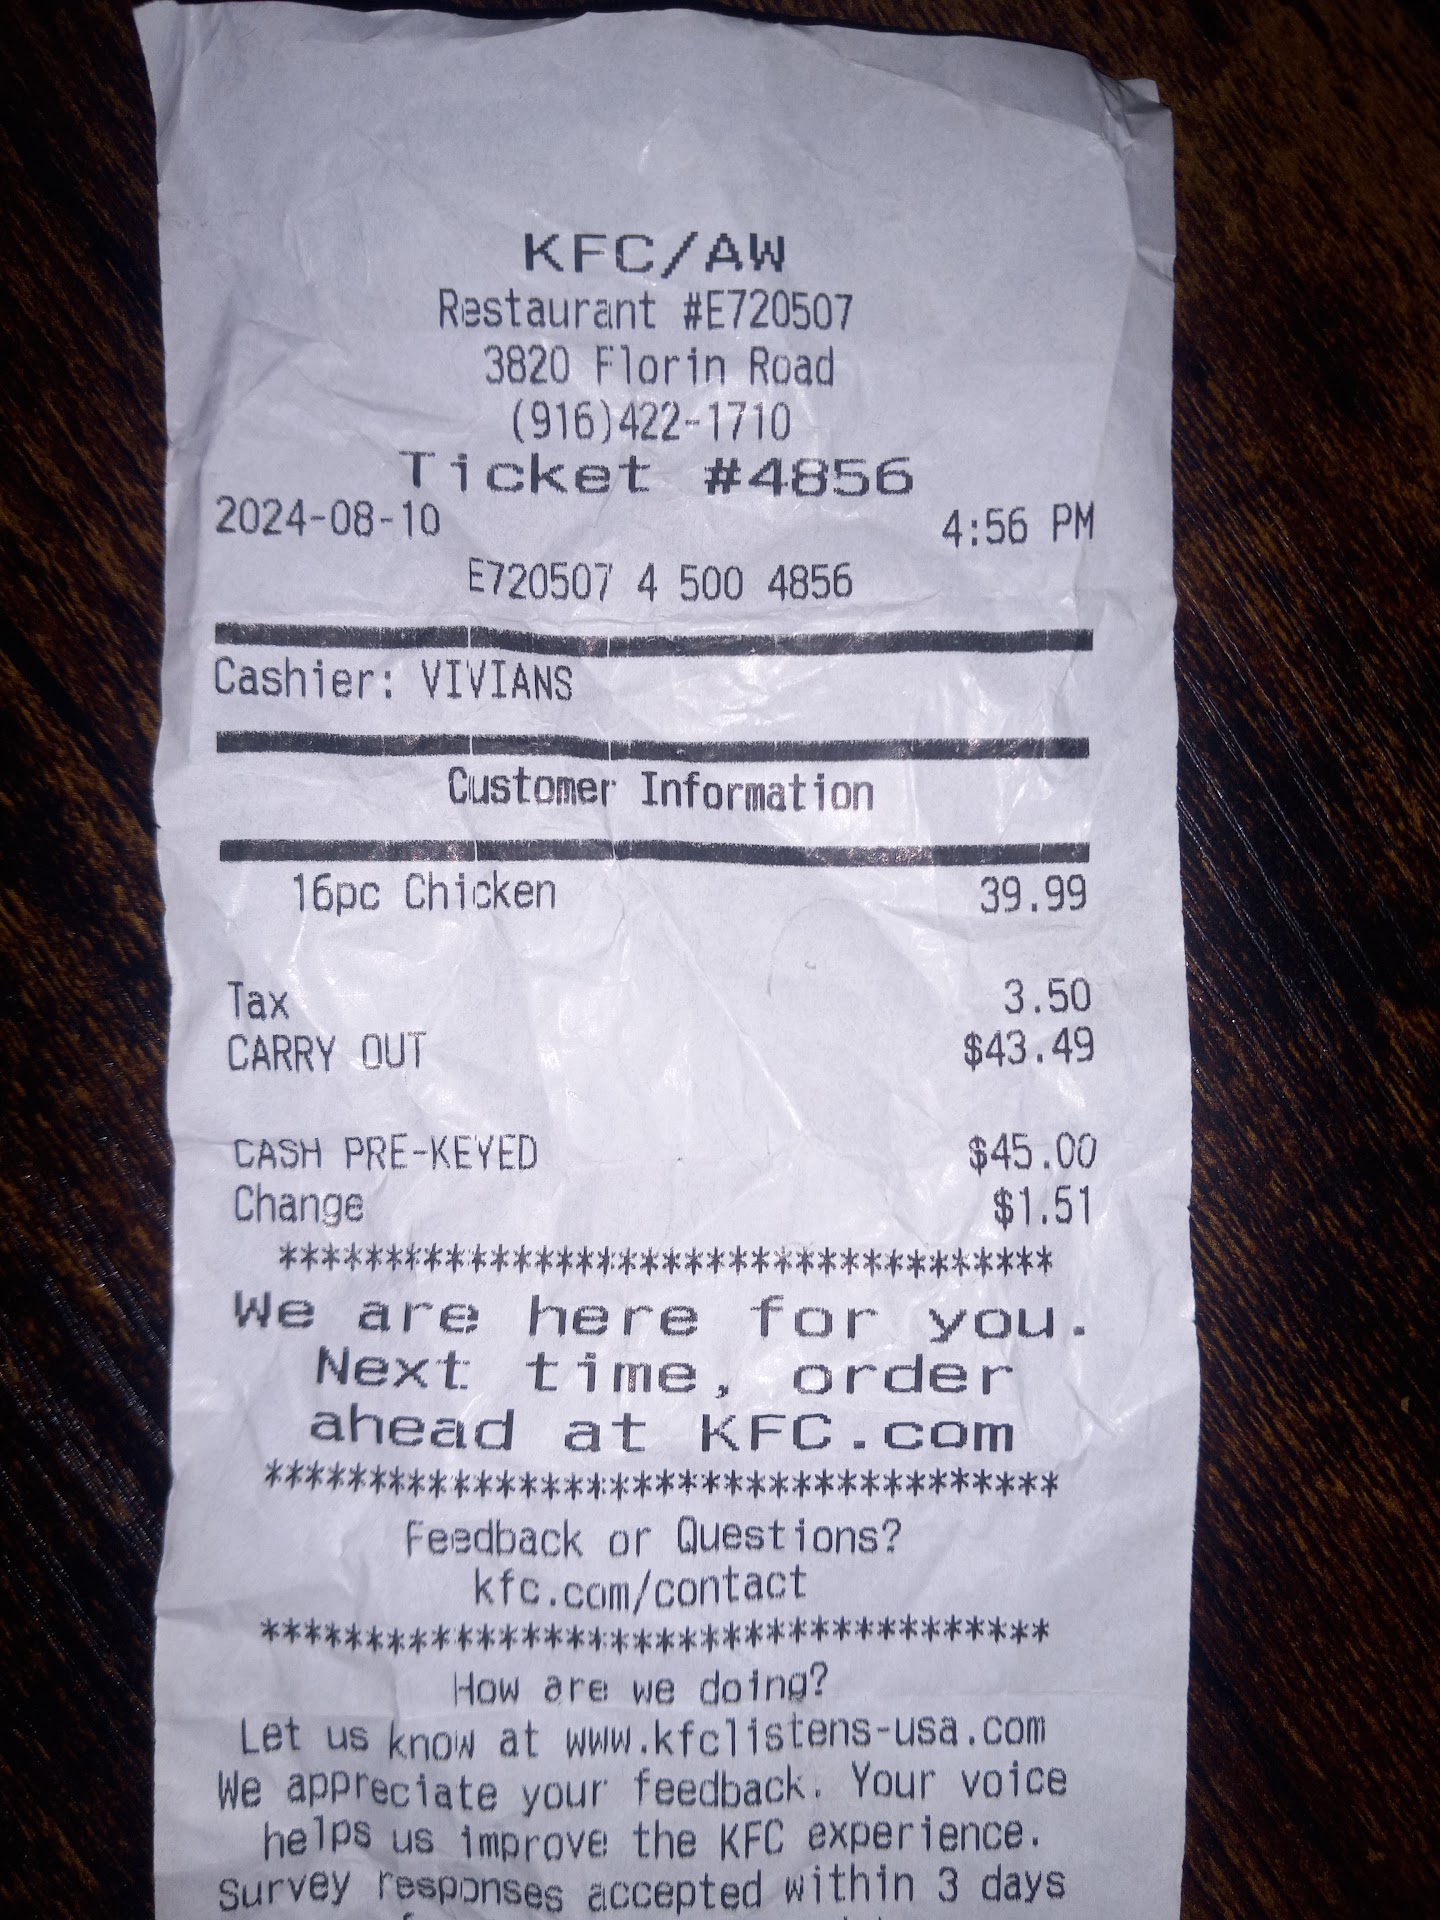 KFC/AW
Restaurant #E720507
3820 Florin Road
(916)422-1710
Ticket #4856
2024-08-10 4:56 PM
E720507 4 500 4856
Cashier: VIVIANS
Customer Information
16pc Chicken 39.99
Tax 3.50
CARRY OUT $43.49
CASH PRE-KEYED $45.00
Change $1.51
************************************
We are here for you.
Next time, order
ahead at KFC.com
*************************************
Feedback or Questions?
kfc.com/contact
*************************************
How are we doing?
Let us know at www.kfclistens-usa.com
We appreciate your feedback. Your voice
helps us improve the KFC experience.
Survey responses accepted within 3 days